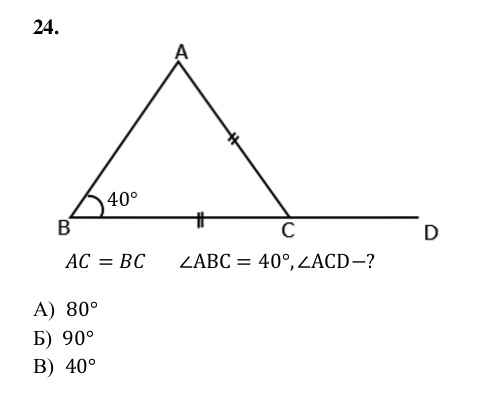 24.
A
40°
B
C
D
AC = BC ∠ABC = 40°,∠ACD−?
А) 80°
Б) 90°
В) 40°